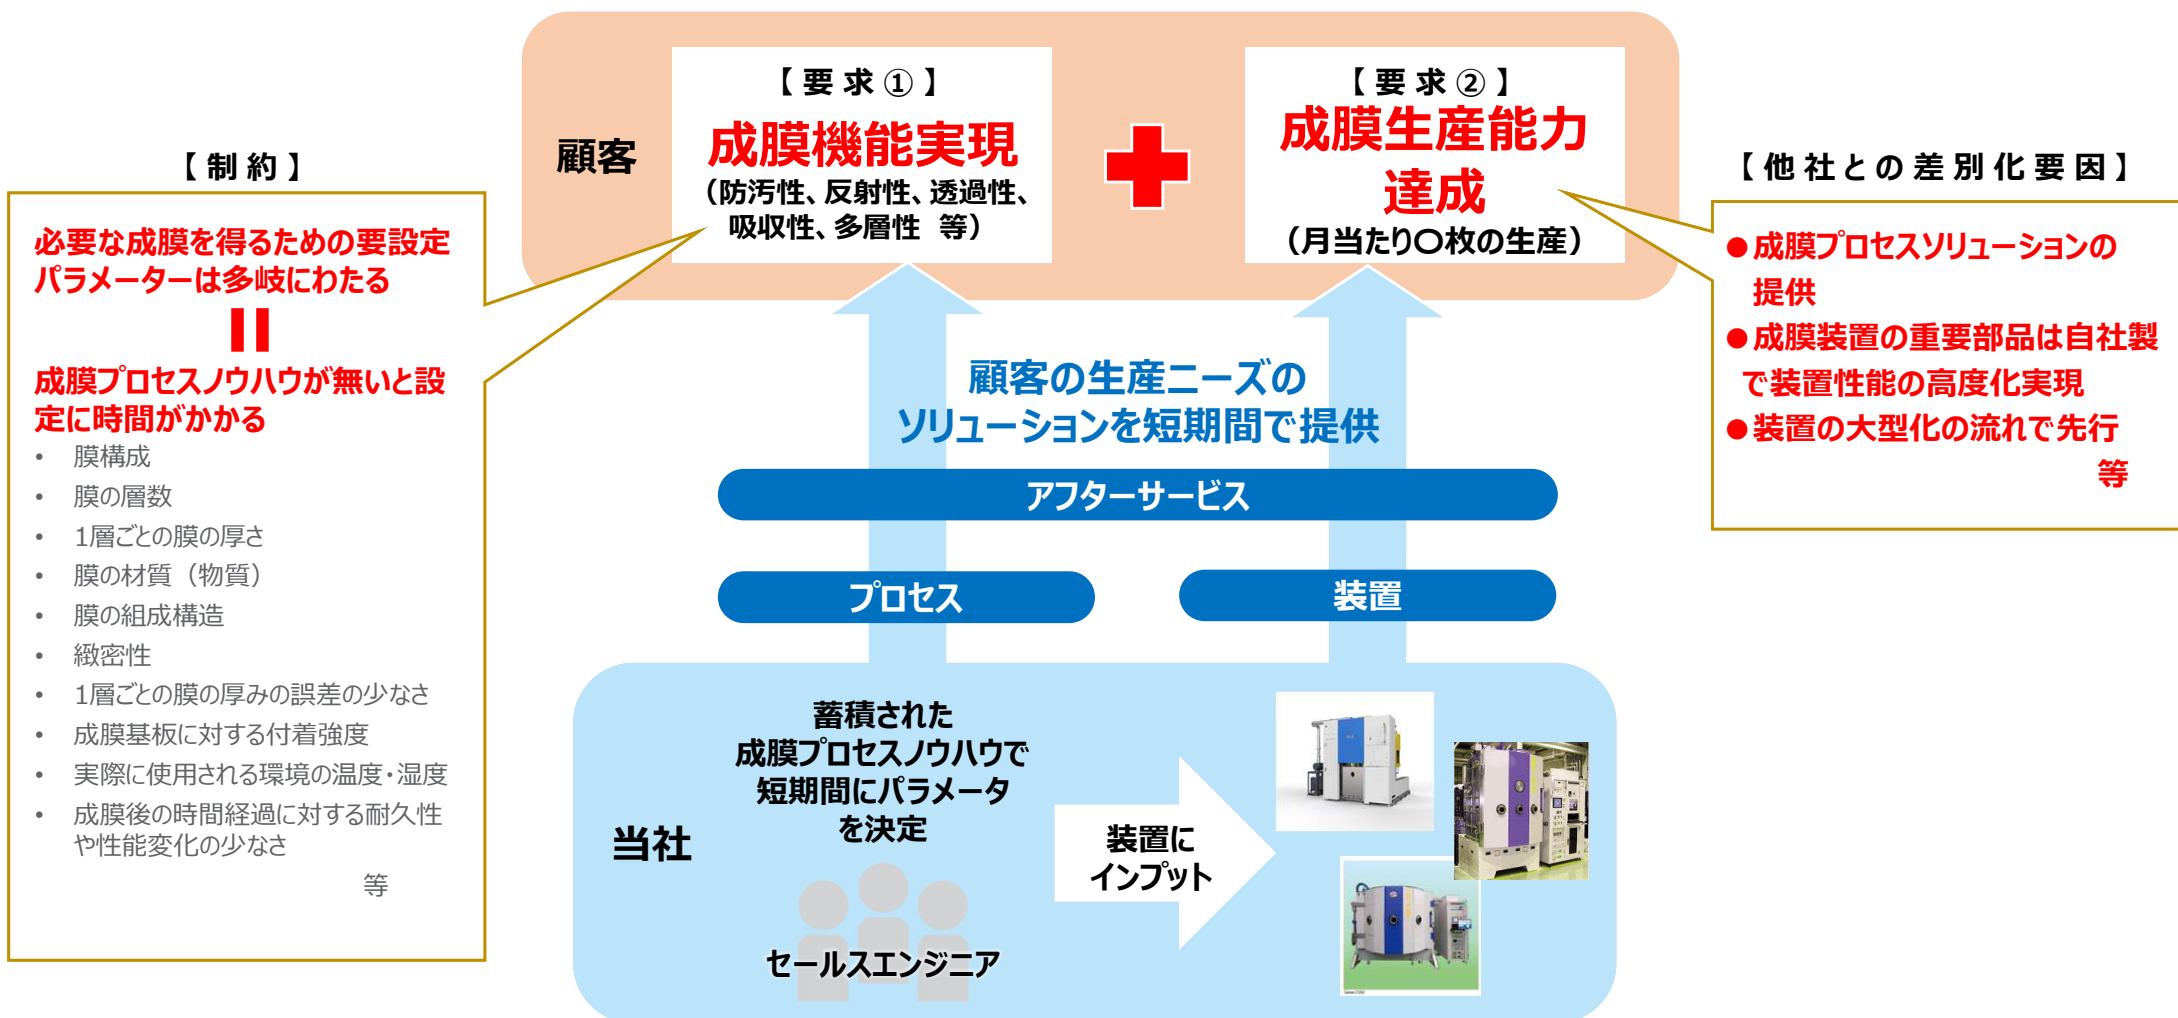 【制約】
必要な成膜を得るための要設定
パラメーターは多岐にわたる
成膜プロセスノウハウが無いと設
定に時間がかかる
• 膜構成
• 膜の層数
• 1層ごとの膜の厚さ
• 膜の材質（物質）
• 膜の組成構造
• 緻密性
• 1層ごとの膜の厚みの誤差の少なさ
• 成膜基板に対する付着強度
• 実際に使用される環境の温度・湿度
• 成膜後の時間経過に対する耐久性
や性能変化の少なさ
等
顧客
【要求①】
成膜機能実現
（防汚性、反射性、透過性、
吸収性、多層性 等）
【要求②】
成膜生産能力
達成
（月当たり〇枚の生産）
【他社との差別化要因】
●成膜プロセスソリューションの
提供
●成膜装置の重要部品は自社製
で装置性能の高度化実現
●装置の大型化の流れで先行
等
顧客の生産ニーズの
ソリューションを短期間で提供
アフターサービス
プロセス
装置
当社
蓄積された
成膜プロセスノウハウで
短期間にパラメータ
を決定
セールスエンジニア
装置に
インプット